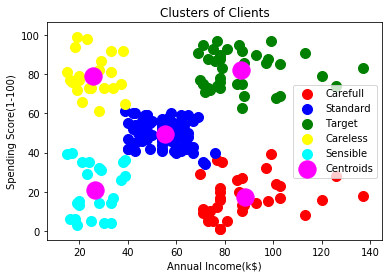 Clusters of Clients
Spending Score(1-100)
100
80
60
40
20
0
Carefull
Standard
Target
Careless
Sensible
Centroids
20
40
60
80
100
120
140
Annual Income(k$)